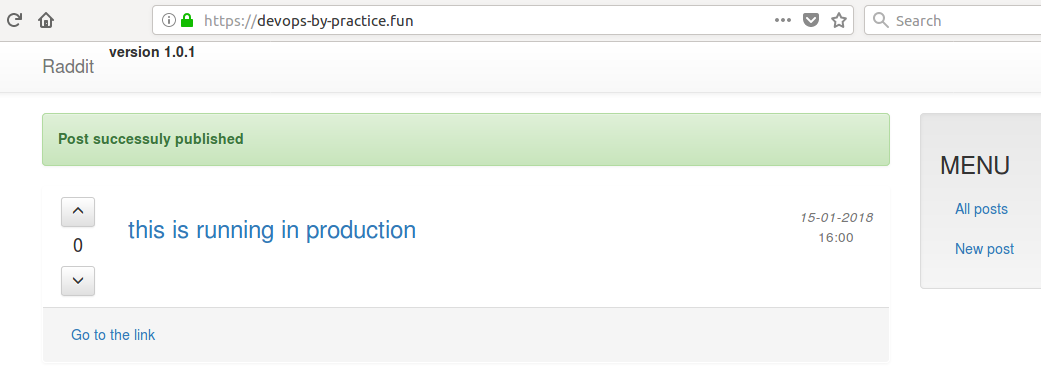 https://devops-by-practice.fun
Search
Raddit
version 1.0.1
Post successuly published
MENU
All posts
New post
this is running in production
15-01-2018
16:00
0
Go to the link